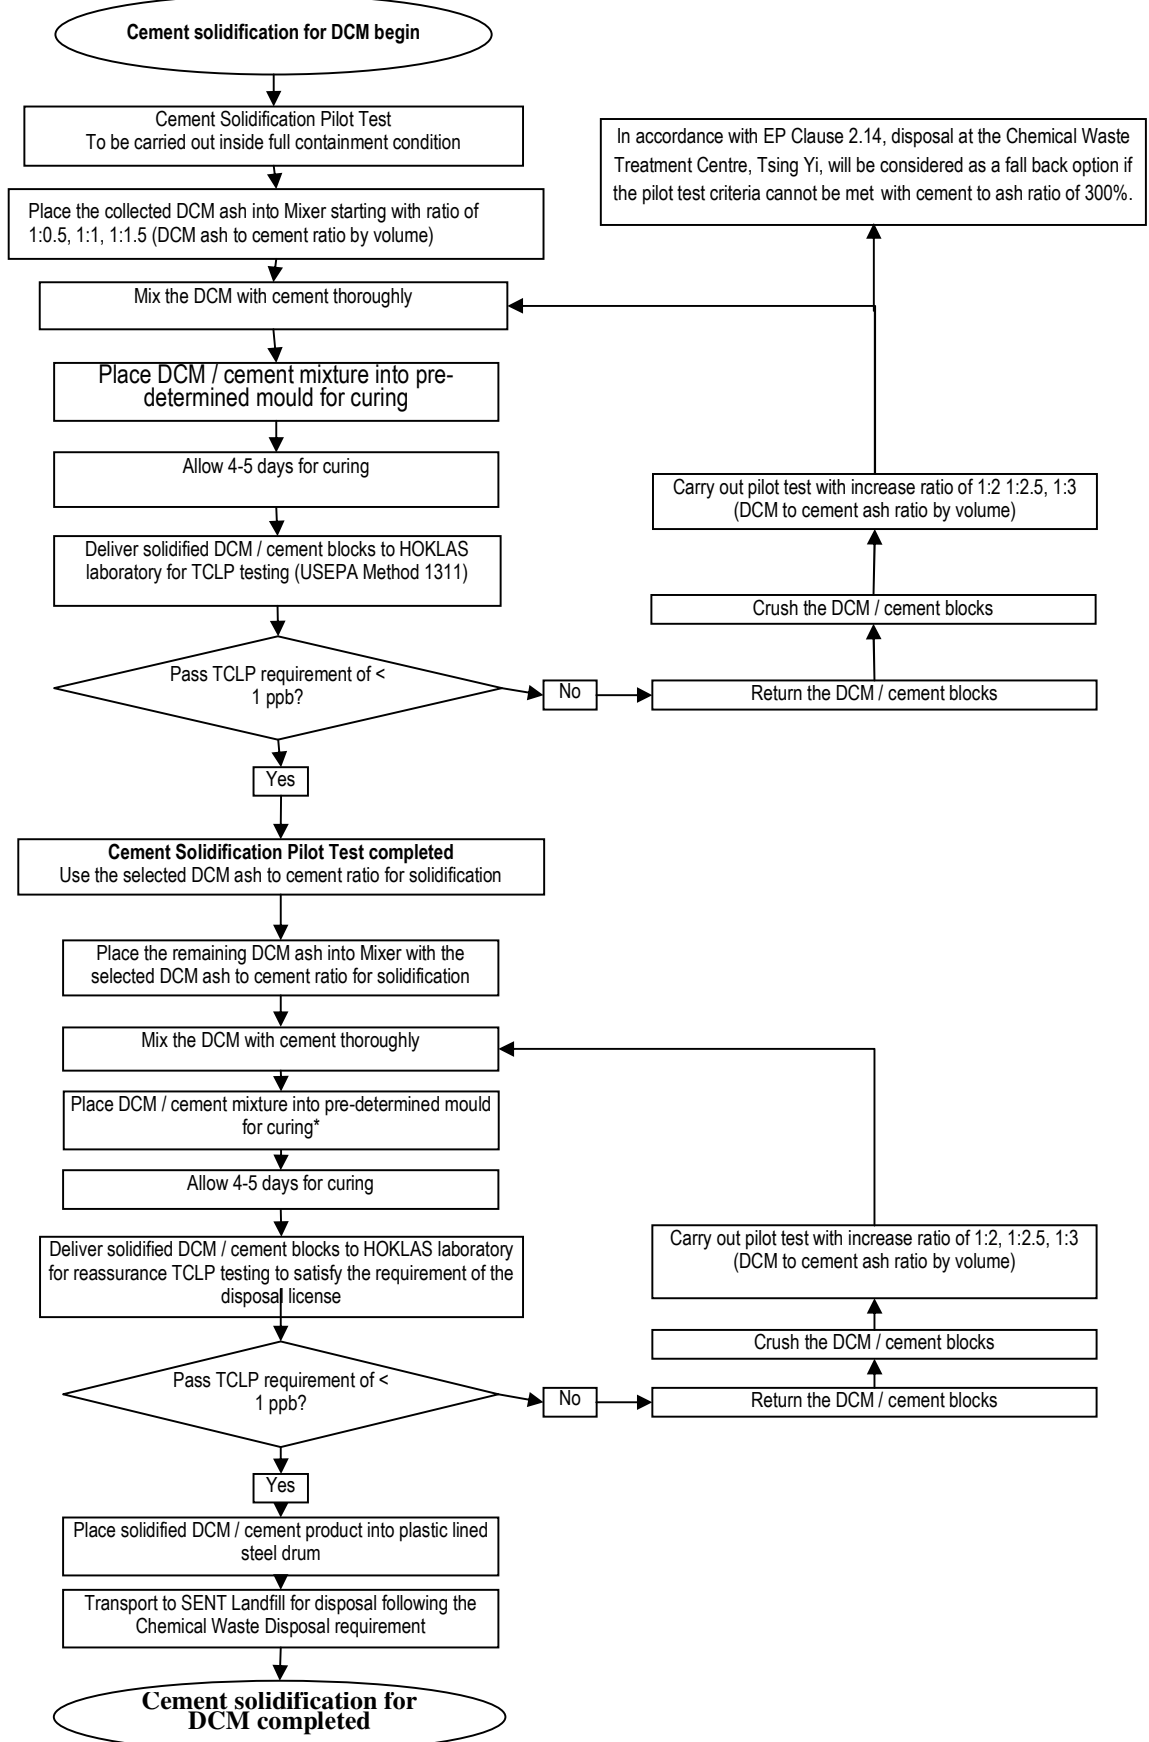 Cement solidification for DCM begin
Cement Solidification Pilot Test
To be carried out inside full containment condition
In accordance with EP Clause 2.14, disposal at the Chemical Waste
Treatment Centre, Tsing Yi, will be considered as a fall back option if
the pilot test criteria cannot be met with cement to ash ratio of 300%.
Place the collected DCM ash into Mixer starting with ratio of
1:0.5, 1:1, 1:1.5 (DCM ash to cement ratio by volume)
Mix the DCM with cement thoroughly
Place DCM / cement mixture into pre-
determined mould for curing
Allow 4-5 days for curing
Carry out pilot test with increase ratio of 1:2 1:2.5, 1:3
(DCM to cement ash ratio by volume)
Deliver solidified DCM / cement blocks to HOKLAS
laboratory for TCLP testing (USEPA Method 1311)
Crush the DCM / cement blocks
Pass TCLP requirement of <
1 ppb?
No
Return the DCM / cement blocks
Yes
Cement Solidification Pilot Test completed
Use the selected DCM ash to cement ratio for solidification
Place the remaining DCM ash into Mixer with the
selected DCM ash to cement ratio for solidification
Mix the DCM with cement thoroughly
Place DCM / cement mixture into pre-determined mould
for curing*
Allow 4-5 days for curing
Deliver solidified DCM / cement blocks to HOKLAS laboratory
for reassurance TCLP testing to satisfy the requirement of the
disposal license
Carry out pilot test with increase ratio of 1:2, 1:2.5, 1:3
(DCM to cement ash ratio by volume)
Crush the DCM / cement blocks
Pass TCLP requirement of <
1 ppb?
No
Return the DCM / cement blocks
Yes
Place solidified DCM / cement product into plastic lined
steel drum
Transport to SENT Landfill for disposal following the
Chemical Waste Disposal requirement
Cement solidification for
DCM completed